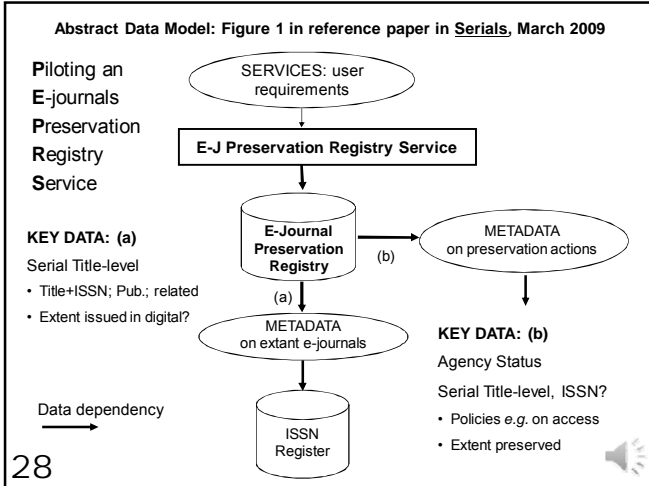 Abstract Data Model: Figure 1 in reference paper in Serials, March 2009
Piloting an
E-journals
Preservation
Registry
Service
SERVICES: user
requirements
E-J Preservation Registry Service
E-Journal
Preservation
Registry
(b)
METADATA
on preservation actions
(a)
METADATA
on extant e-journals
ISSN
Register
KEY DATA: (a)
Serial Title-level
• Title+ISSN; Pub.; related
• Extent issued in digital?
KEY DATA: (b)
Agency Status
Serial Title-level, ISSN?
• Policies e.g. on access
• Extent preserved
Data dependency
28